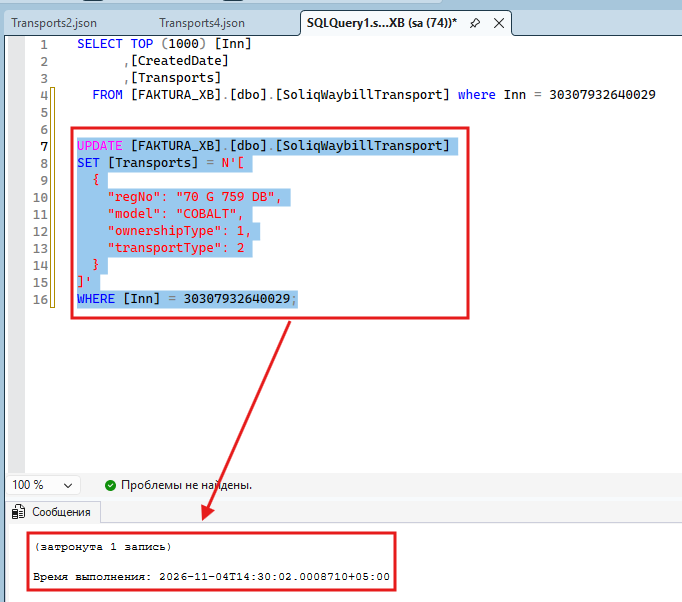 Transports2.json Transports4.json SQLQuery1.s...XB (sa (74))*
1 SELECT TOP (1000) [Inn]
2 ,[CreatedDate]
3 ,[Transports]
4 FROM [FAKTURA_XB].[dbo].[SoliqWaybillTransport] where Inn = 30307932640029
5
6
7 UPDATE [FAKTURA_XB].[dbo].[SoliqWaybillTransport]
8 SET [Transports] = N'[
9 {
10 "regNo": "70 G 759 DB",
11 "model": "COBALT",
12 "ownershipType": 1,
13 "transportType": 2
14 }
15 ]'
16 WHERE [Inn] = 30307932640029;
100 % Проблемы не найдены.
Сообщения
(затронута 1 запись)
Время выполнения: 2026-11-04T14:30:02.0008710+05:00